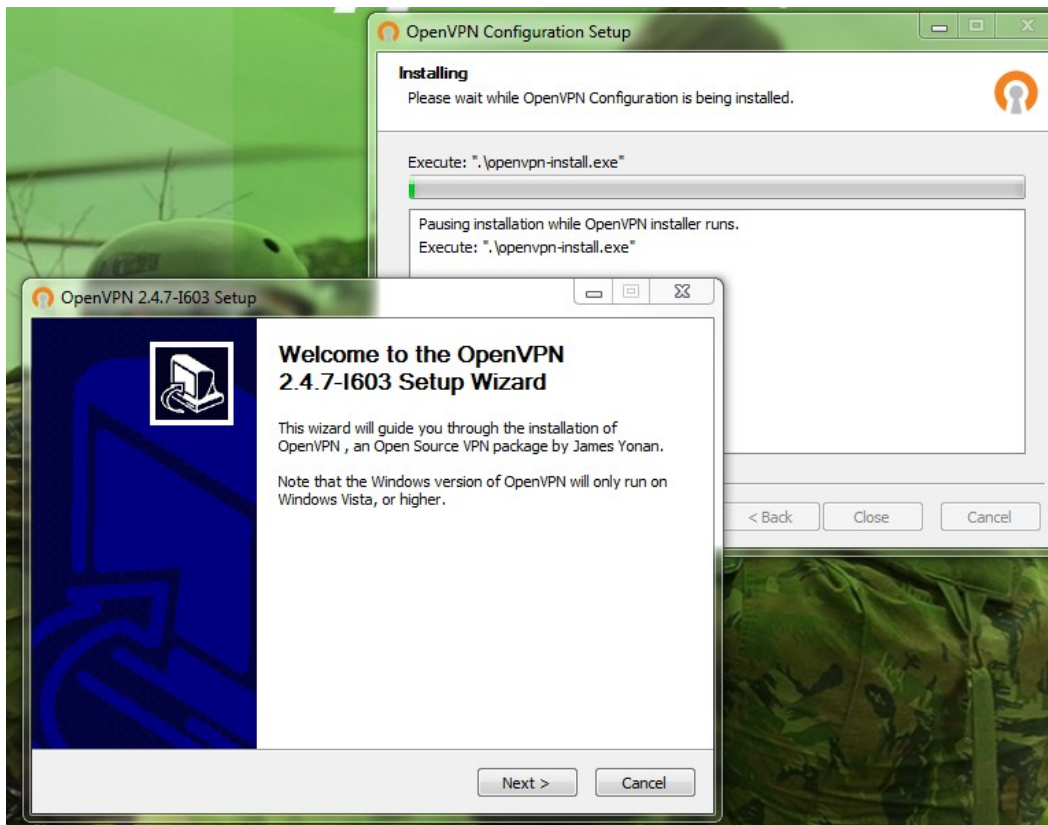 OpenVPN Configuration Setup
Installing
Please wait while OpenVPN Configuration is being installed.
Execute: ".\openvpn-install.exe"
Pausing installation while OpenVPN installer runs.
Execute: ".\openvpn-install.exe"
< Back
Close
Cancel
OpenVPN 2.4.7-I603 Setup
Welcome to the OpenVPN
2.4.7-I603 Setup Wizard
This wizard will guide you through the installation of
OpenVPN , an Open Source VPN package by James Yonan.
Note that the Windows version of OpenVPN will only run on
Windows Vista, or higher.
Next >
Cancel